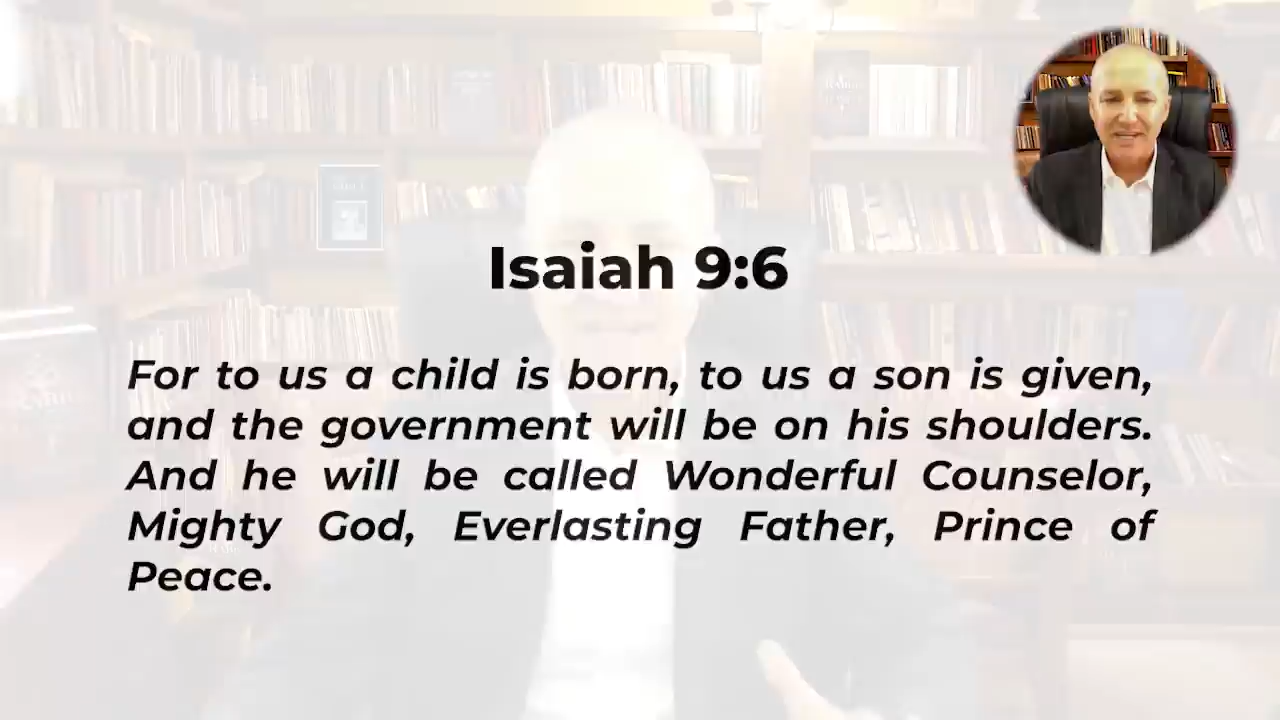 Isaiah 9:6
For to us a child is born, to us a son is given,
and the government will be on his shoulders.
And he will be called Wonderful Counselor,
Mighty God, Everlasting Father, Prince of
Peace.